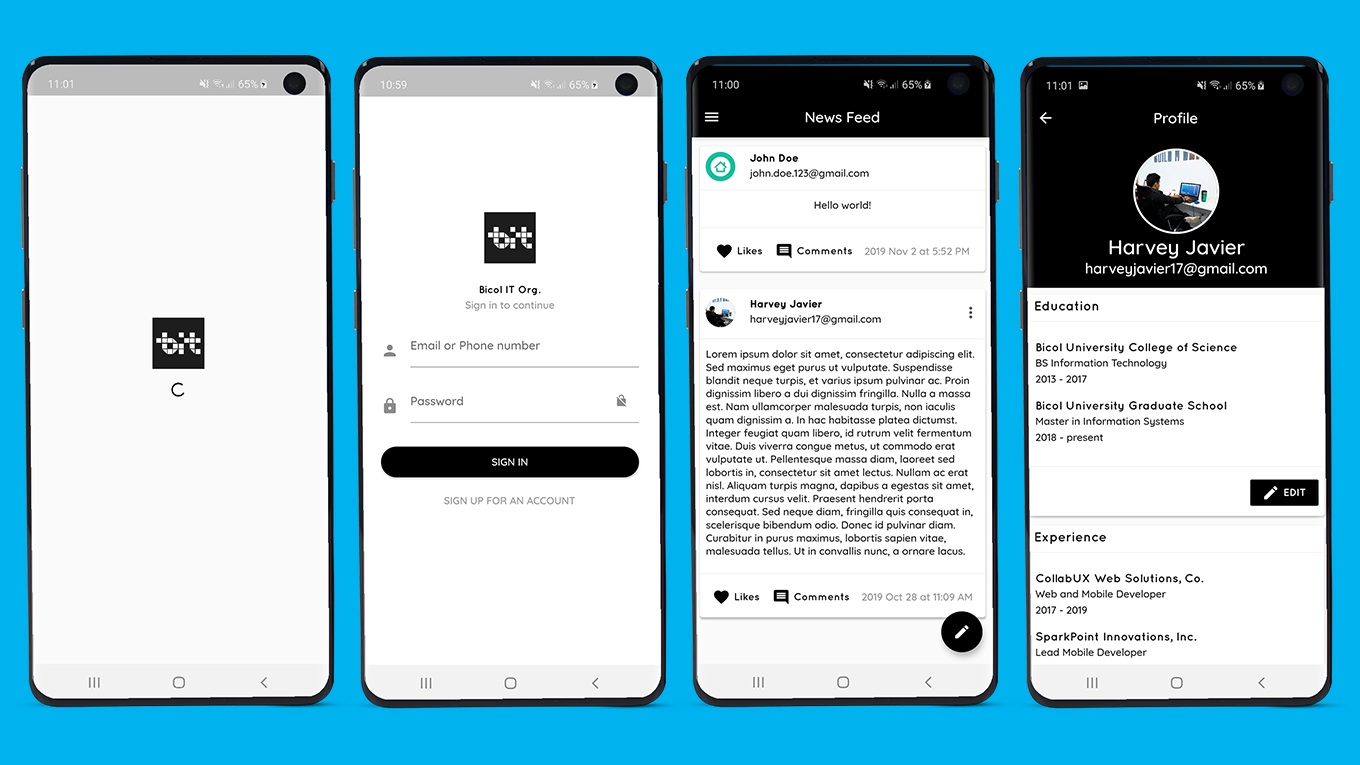 11:01
65%
bit
10:59
65%
bit
Bicol IT Org.
Sign in to continue
Email or Phone number
Password
SIGN IN
SIGN UP FOR AN ACCOUNT
11:00
65%
News Feed
John Doe
john.doe.123@gmail.com
Hello world!
Likes Comments 2019 Nov 2 at 5:52 PM
Harvey Javier
harveyjavier17@gmail.com
Lorem ipsum dolor sit amet, consectetur adipiscing elit.
Sed maximus eget purus ut vulputate. Suspendisse
blandit neque turpis, et varius ipsum pulvinar ac. Proin
dignissim libero a dui dignissim fringilla. Nulla a massa
est. Nam ullamcorper malesuada turpis, non iaculis
quam dignissim a. In hac habitasse platea dictumst.
Integer feugiat quam libero, id rutrum velit fermentum
vitae. Duis viverra congue metus, ut commodo erat
vulputate ut. Pellentesque massa diam, laoreet sed
lobortis in, consectetur sit amet lectus. Nullam ac erat
nisl. Aliquam turpis magna, dapibus a egestas sit amet,
interdum cursus velit. Praesent hendrerit porta
consequat. Sed neque diam, fringilla quis consequat in,
scelerisque bibendum odio. Donec id pulvinar diam.
Curabitur in purus maximus, lobortis sapien vitae,
malesuada tellus. Ut in convallis nunc, a ornare lacus.
Likes Comments 2019 Oct 28 at 11:09 AM
11:01
65%
Profile
BUILD
Harvey Javier
harveyjavier17@gmail.com
Education
Bicol University College of Science
BS Information Technology
2013 - 2017
Bicol University Graduate School
Master in Information Systems
2018 - present
EDIT
Experience
CollabUX Web Solutions, Co.
Web and Mobile Developer
2017 - 2019
SparkPoint Innovations, Inc.
Lead Mobile Developer